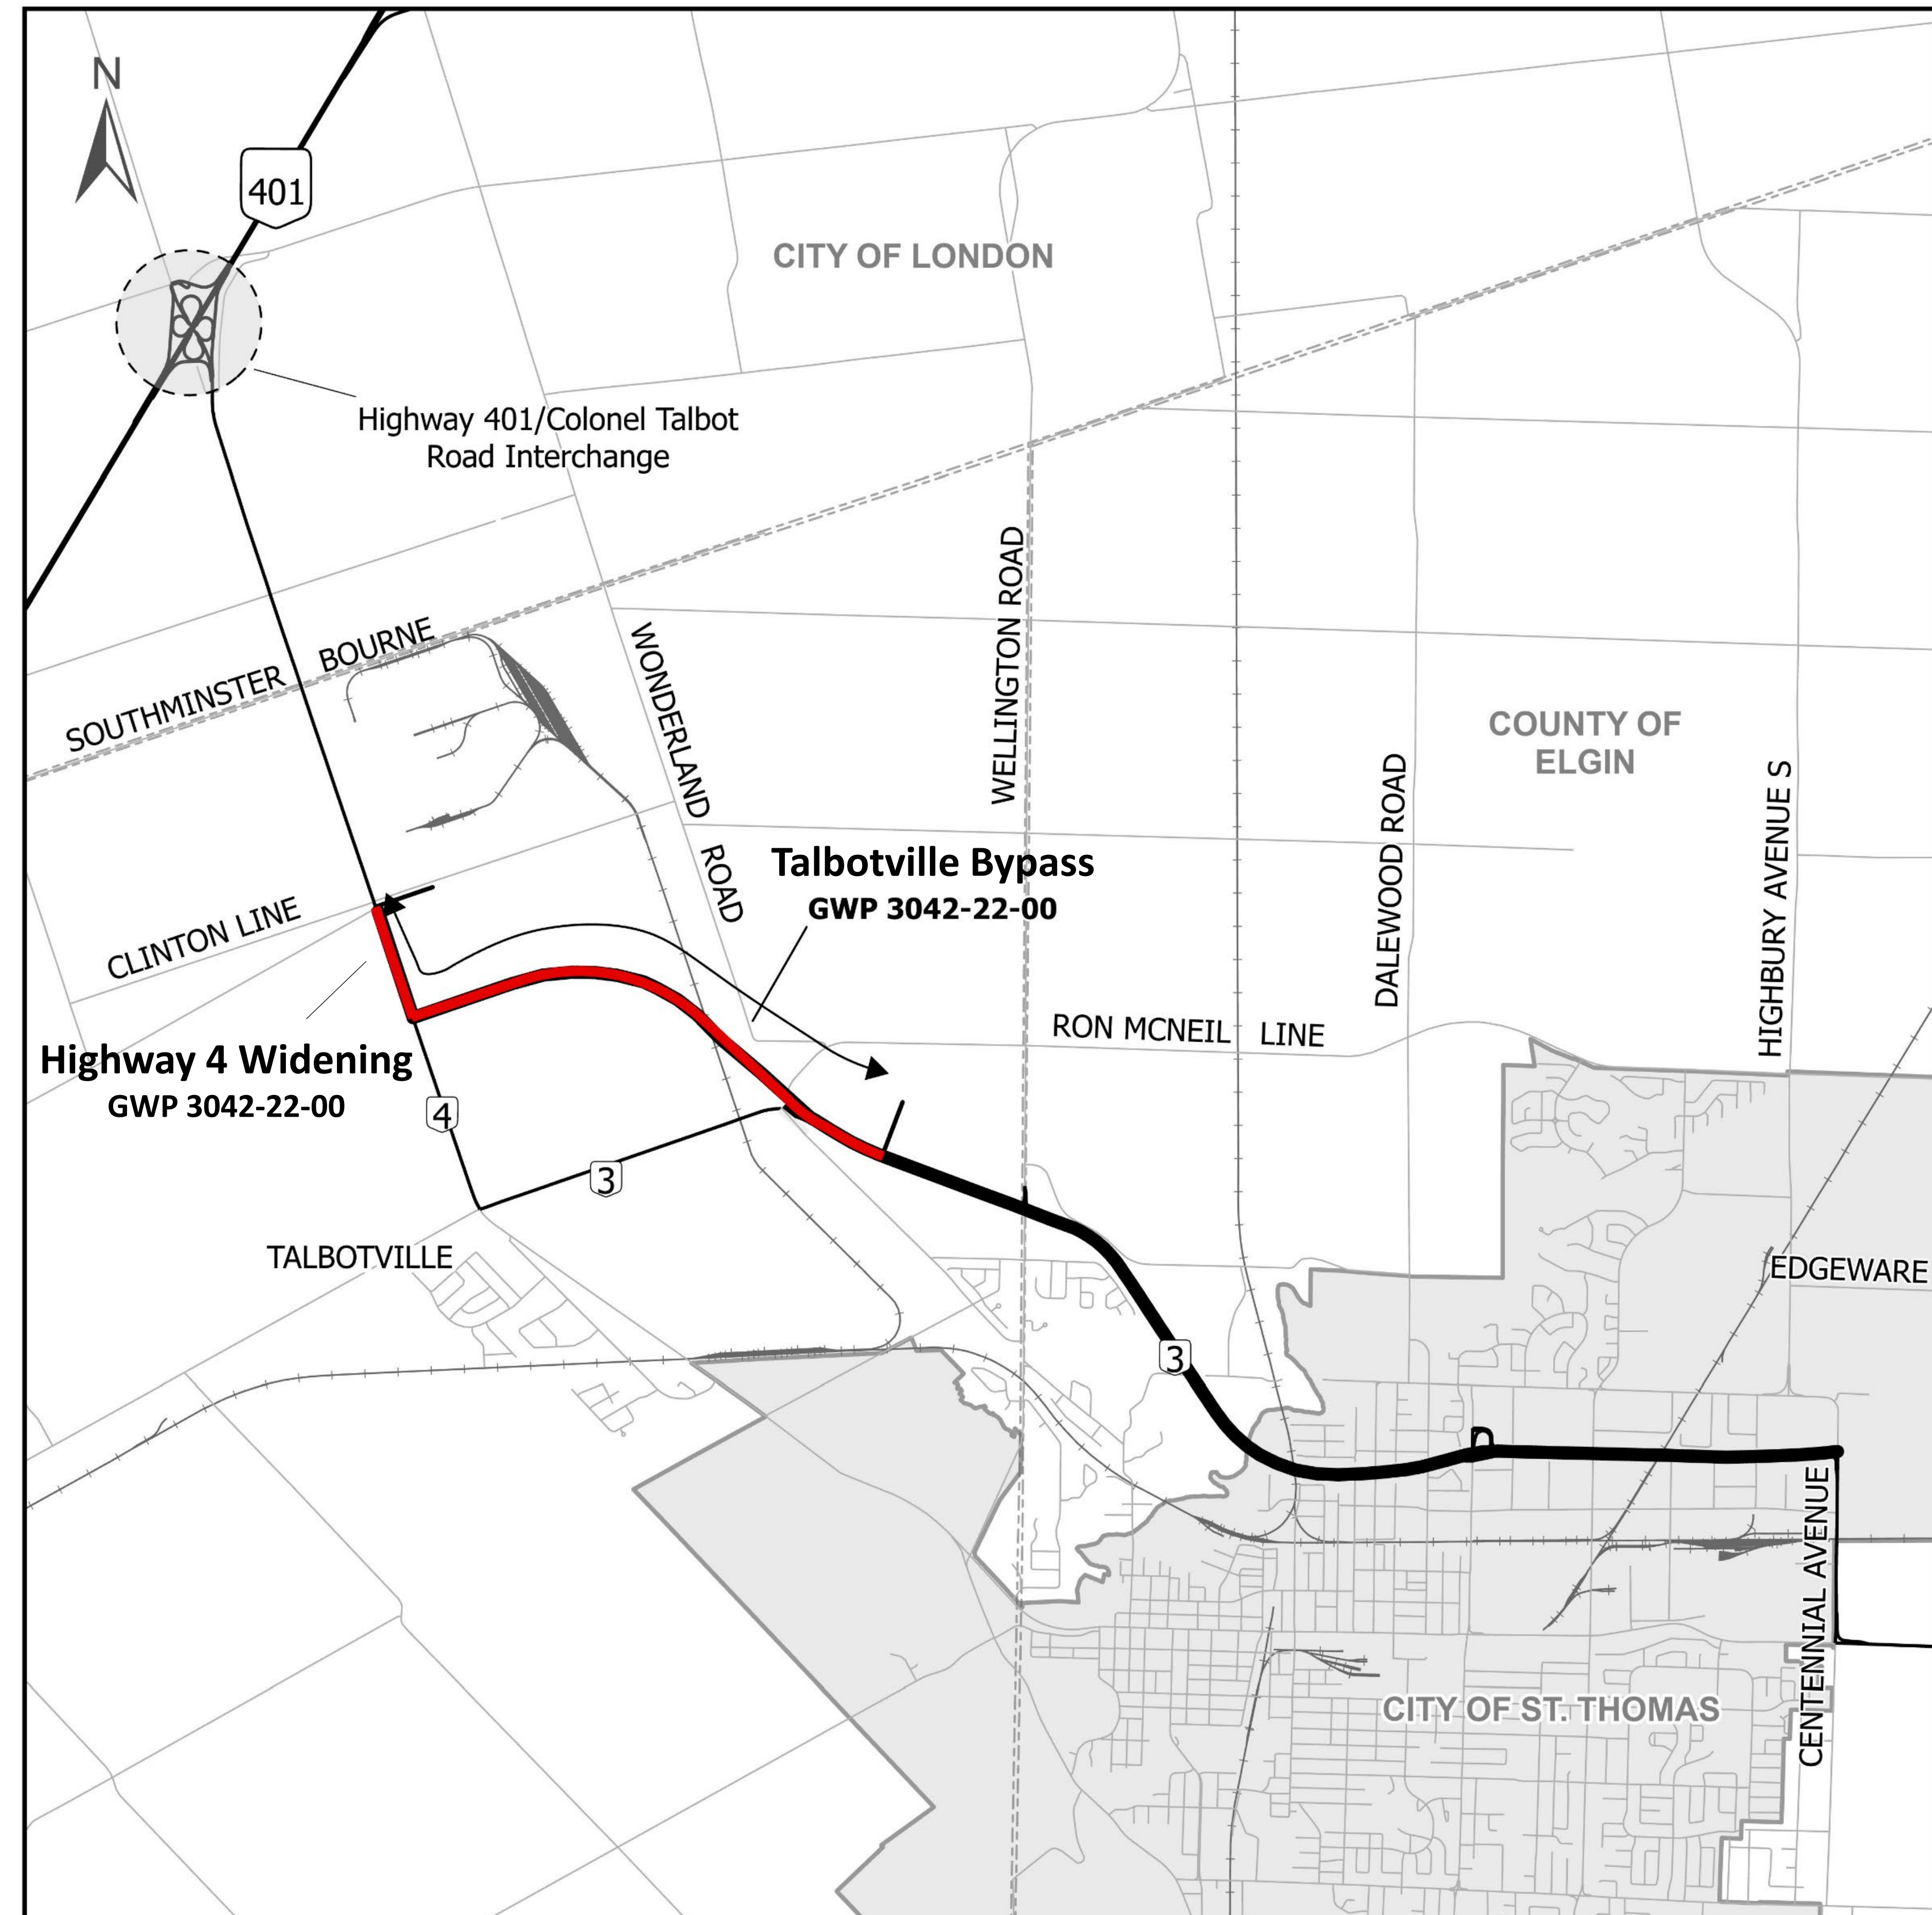 N
401
CITY OF LONDON
Highway 401/Colonel Talbot
Road Interchange
SOUTHMINSTER BOURNE
WONDERLAND ROAD
WELLINGTON ROAD
COUNTY OF
ELGIN
DALEWOOD ROAD
HIGHBURY AVENUE S
Talbotville Bypass
GWP 3042-22-00
CLINTON LINE
RON MCNEIL LINE
Highway 4 Widening
GWP 3042-22-00
4
3
TALBOTVILLE
EDGEWARE
3
CENTENNIAL AVENUE
CITY OF ST. THOMAS